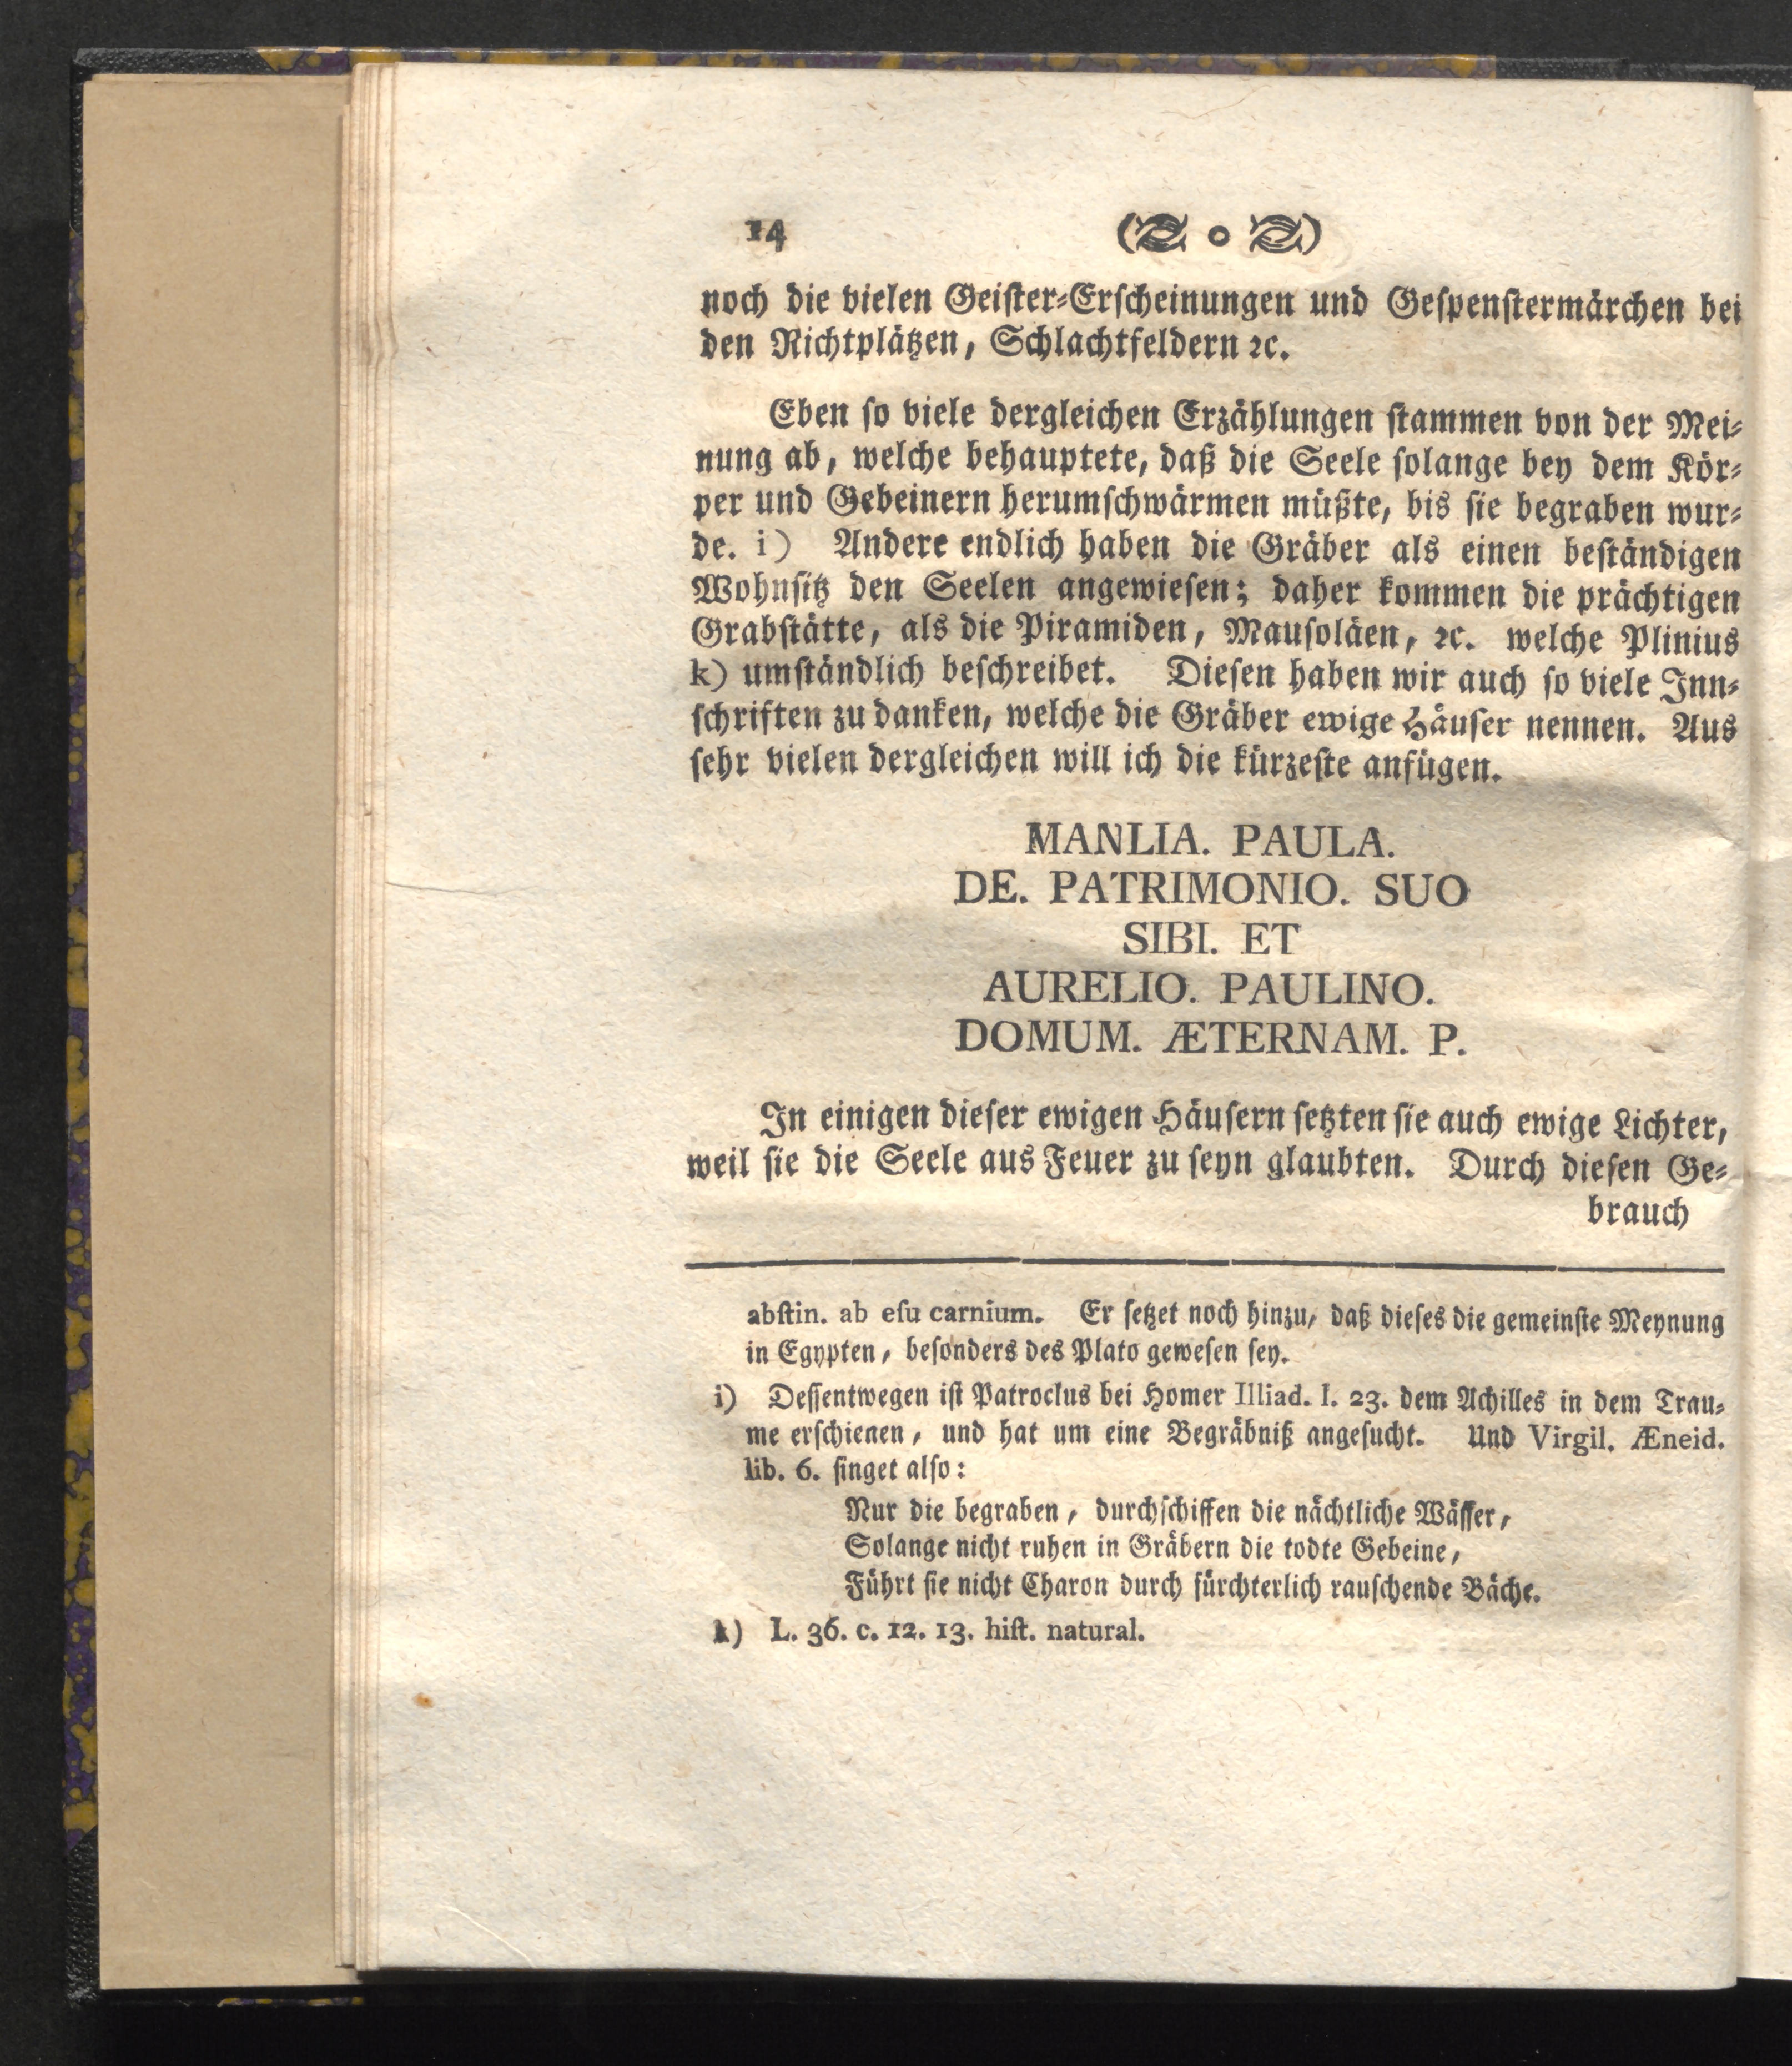 14 ( o )
noch die vielen Geister-Erscheinungen und Gespenstermärchen bei
den Richtplätzen, Schlachtfeldern ꝛc.
Eben so viele dergleichen Erzählungen stammen von der Mei-
nung ab, welche behauptete, daß die Seele solange bey dem Kör-
per und Gebeinern herumschwärmen müßte, bis sie begraben wur-
de. i) Andere endlich haben die Gräber als einen beständigen
Wohnsitz den Seelen angewiesen; daher kommen die prächtigen
Grabstätte, als die Piramiden, Mausoläen, ꝛc. welche Plinius
k) umständlich beschreibet. Diesen haben wir auch so viele Inn-
schriften zu danken, welche die Gräber ewige Häuser nennen. Aus
sehr vielen dergleichen will ich die kürzeste anfügen.
MANLIA. PAULA.
DE. PATRIMONIO. SUO
SIBI. ET
AURELIO. PAULINO.
DOMUM. ÆTERNAM. P.
In einigen dieser ewigen Häusern setzten sie auch ewige Lichter,
weil sie die Seele aus Feuer zu seyn glaubten. Durch diesen Ge-
brauch
abstin. ab esu carnium. Er setzet noch hinzu, daß dieses die gemeinste Meynung
in Egypten, besonders des Plato gewesen sey.
i) Dessentwegen ist Patroclus bei Homer Illiad. l. 23. dem Achilles in dem Trau-
me erschienen, und hat um eine Begräbniß angesucht. Und Virgil. Æneid.
lib. 6. singet also:
Nur die begraben, durchschiffen die nächtliche Wässer,
Solange nicht ruhen in Gräbern die todte Gebeine,
Führt sie nicht Charon durch fürchterlich rauschende Bäche.
k) L. 36. c. 12. 13. hist. natural.